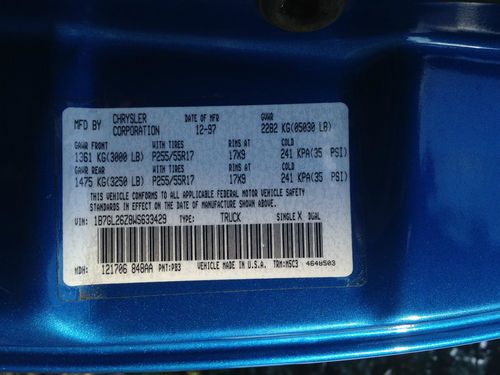 MFD BY CHRYSLER CORPORATION DATE OF MFR 12-97 GVWR 2282 KG(05030 LB)
GAWR FRONT WITH TIRES RIMS AT COLD
1361 KG(3000 LB) P255/55R17 17X9 241 KPA(35 PSI)
GAWR REAR WITH TIRES RIMS AT COLD
1475 KG(3250 LB) P255/55R17 17X9 241 KPA(35 PSI)
THIS VEHICLE CONFORMS TO ALL APPLICABLE FEDERAL MOTOR VEHICLE SAFETY
STANDARDS IN EFFECT ON THE DATE OF MANUFACTURE SHOWN ABOVE
VIN: 1B7GL26Z8WS633429 TYPE: TRUCK SINGLE X DUAL
MDH: 121706 848AA PNT:PB3 VEHICLE MADE IN U.S.A. TRM:M5C3 4648503